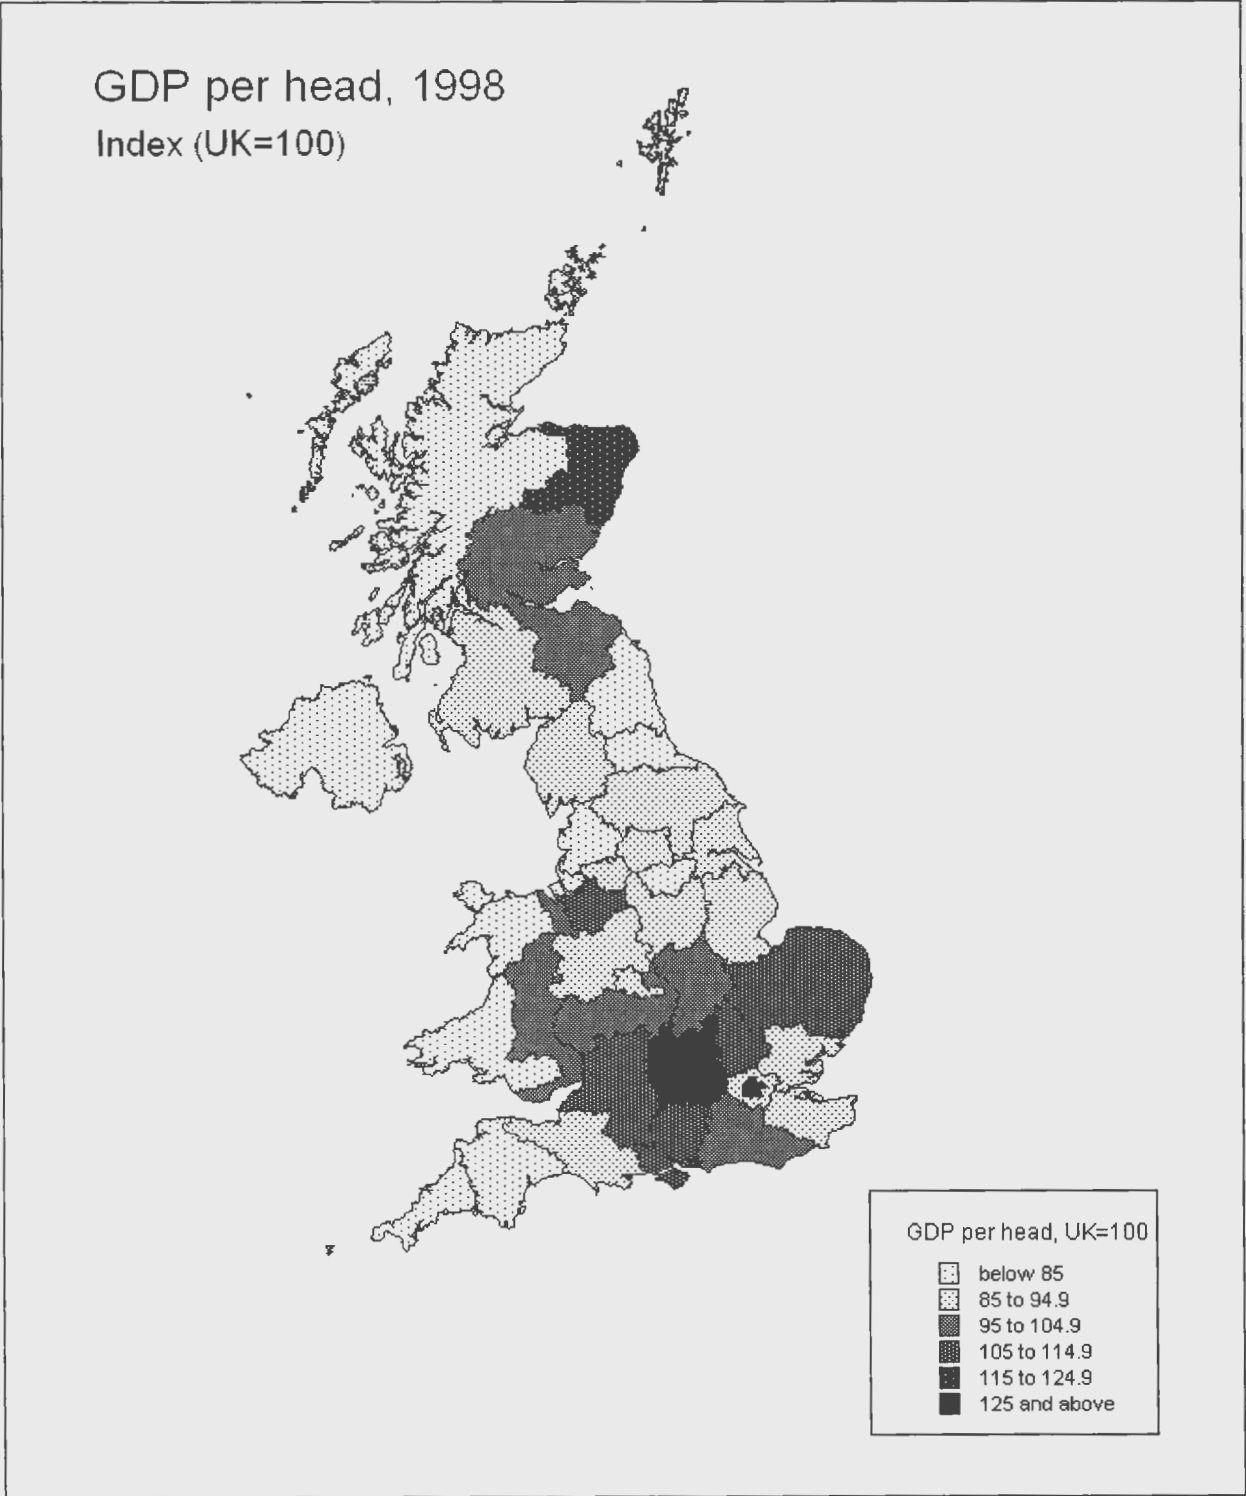 GDP per head, 1998
Index (UK=100)
GDP per head, UK=100
below 85
85 to 94.9
95 to 104.9
105 to 114.9
115 to 124.9
125 and above